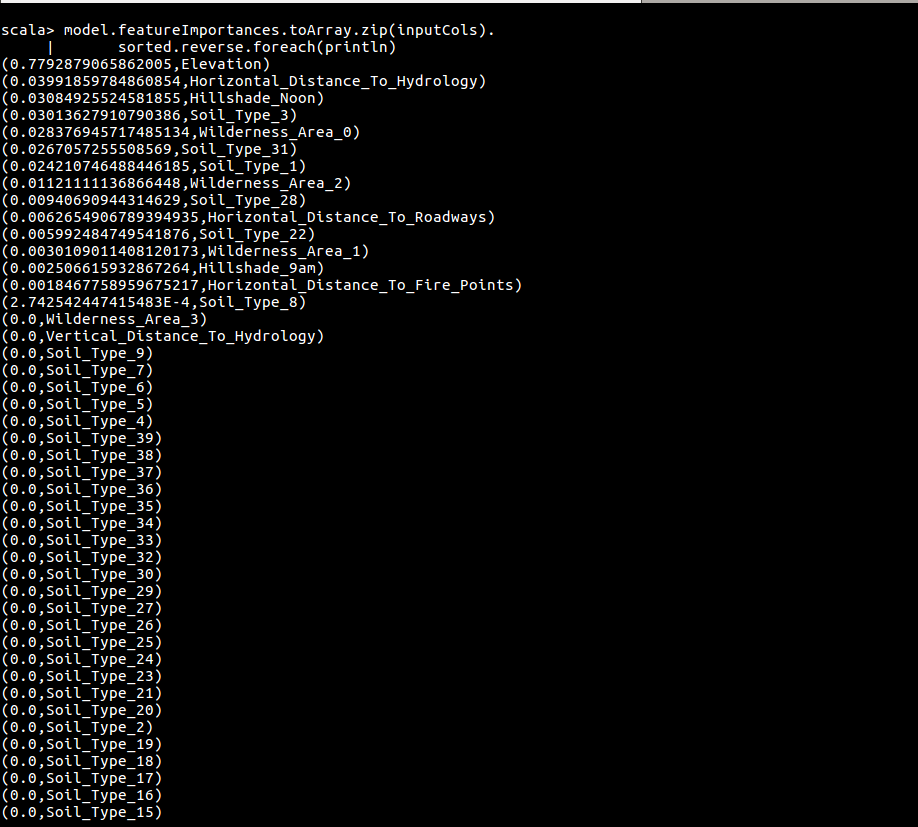 scala> model.featureImportances.toArray.zip(inputCols).
     |       sorted.reverse.foreach(println)
(0.7792879065862005,Elevation)
(0.03991859784860854,Horizontal_Distance_To_Hydrology)
(0.03084925524581855,Hillshade_Noon)
(0.03013627910790386,Soil_Type_3)
(0.028376945717485134,Wilderness_Area_0)
(0.0267057255508569,Soil_Type_31)
(0.024210746488446185,Soil_Type_1)
(0.01121111136866448,Wilderness_Area_2)
(0.00940690944314629,Soil_Type_28)
(0.0062654906789394935,Horizontal_Distance_To_Roadways)
(0.005992484749541876,Soil_Type_22)
(0.0030109011408120173,Wilderness_Area_1)
(0.002506615932867264,Hillshade_9am)
(0.0018467758959675217,Horizontal_Distance_To_Fire_Points)
(2.742542447415483E-4,Soil_Type_8)
(0.0,Wilderness_Area_3)
(0.0,Vertical_Distance_To_Hydrology)
(0.0,Soil_Type_9)
(0.0,Soil_Type_7)
(0.0,Soil_Type_6)
(0.0,Soil_Type_5)
(0.0,Soil_Type_4)
(0.0,Soil_Type_39)
(0.0,Soil_Type_38)
(0.0,Soil_Type_37)
(0.0,Soil_Type_36)
(0.0,Soil_Type_35)
(0.0,Soil_Type_34)
(0.0,Soil_Type_33)
(0.0,Soil_Type_32)
(0.0,Soil_Type_30)
(0.0,Soil_Type_29)
(0.0,Soil_Type_27)
(0.0,Soil_Type_26)
(0.0,Soil_Type_25)
(0.0,Soil_Type_24)
(0.0,Soil_Type_23)
(0.0,Soil_Type_21)
(0.0,Soil_Type_20)
(0.0,Soil_Type_2)
(0.0,Soil_Type_19)
(0.0,Soil_Type_18)
(0.0,Soil_Type_17)
(0.0,Soil_Type_16)
(0.0,Soil_Type_15)